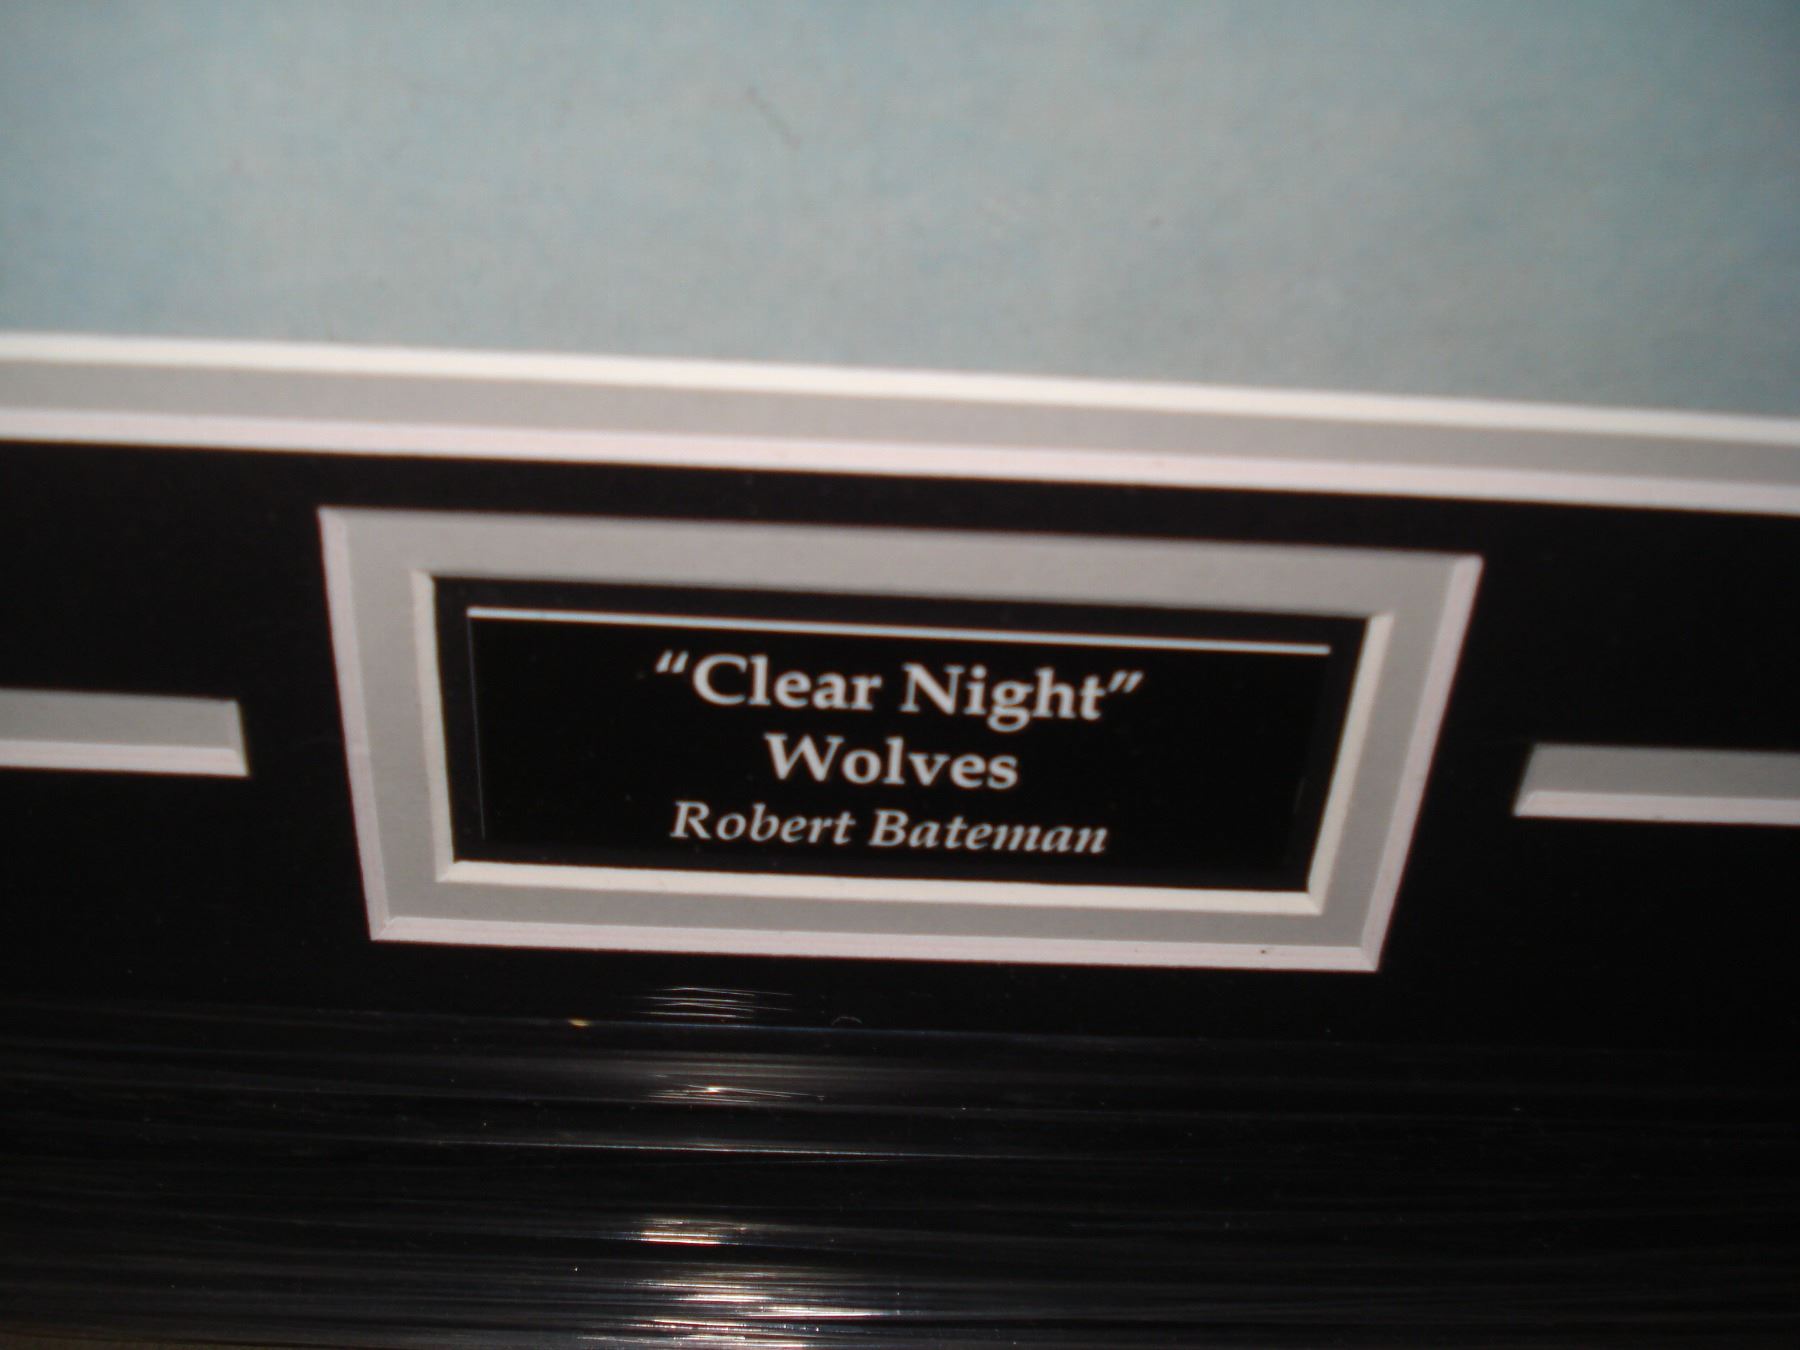 “Clear Night”
Wolves
Robert Bateman